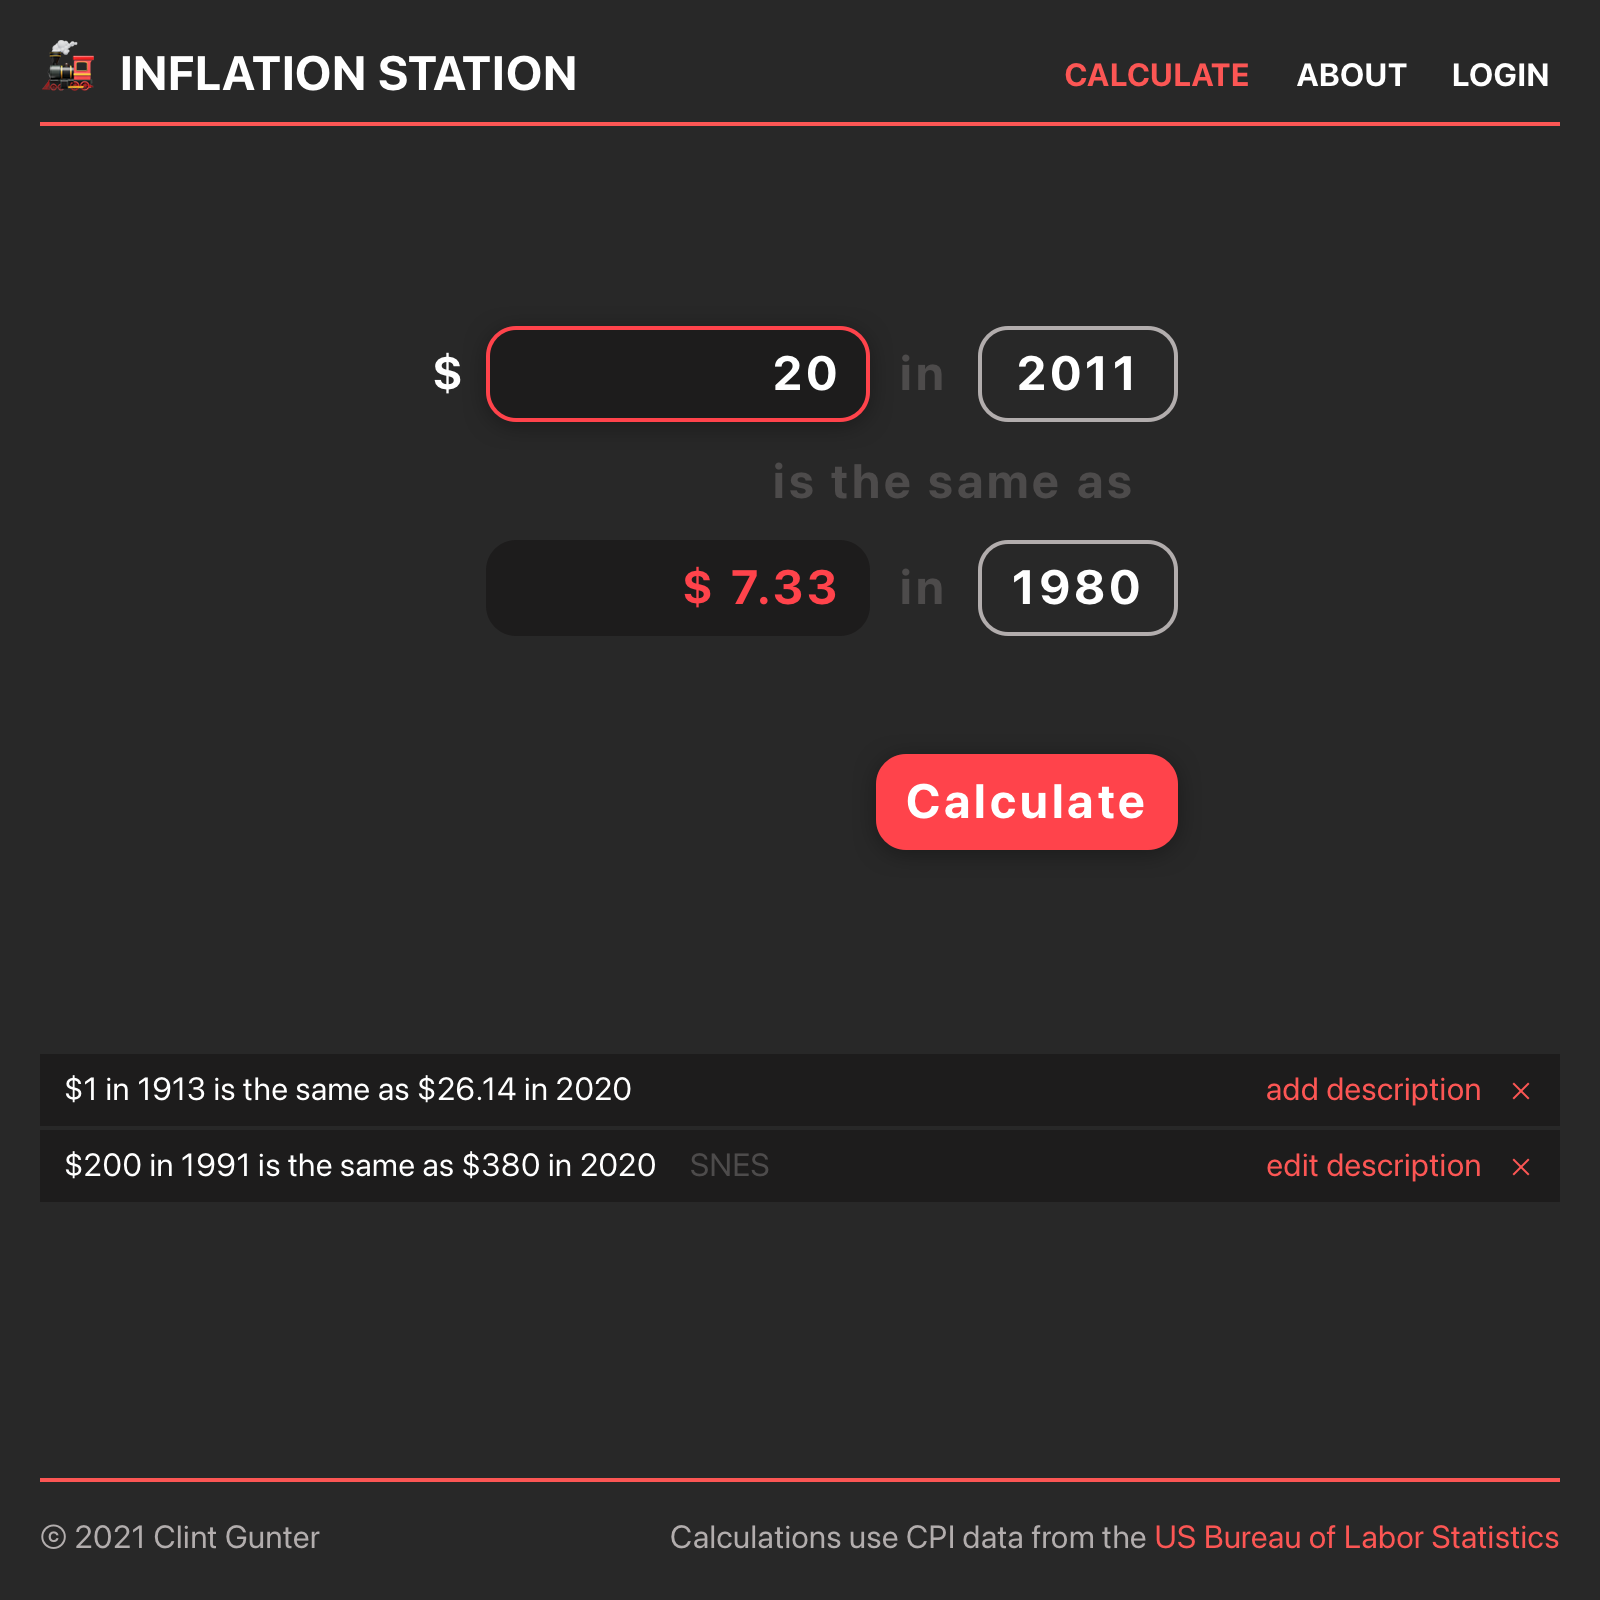 INFLATION STATION CALCULATE ABOUT LOGIN
$ 20 in 2011
is the same as
$ 7.33 in 1980
Calculate
$1 in 1913 is the same as $26.14 in 2020 add description ×
$200 in 1991 is the same as $380 in 2020 SNES edit description ×
© 2021 Clint Gunter Calculations use CPI data from the US Bureau of Labor Statistics